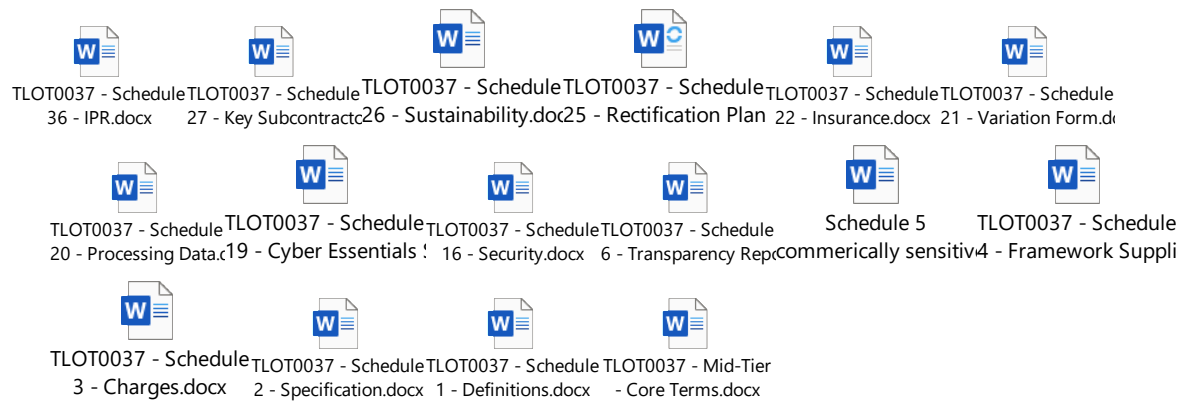 TLOT0037 - Schedule 36 - IPR.docx
TLOT0037 - Schedule 27 - Key Subcontractc
TLOT0037 - Schedule 26 - Sustainability.doc
TLOT0037 - Schedule 25 - Rectification Plan
TLOT0037 - Schedule 22 - Insurance.docx
TLOT0037 - Schedule 21 - Variation Form.do
TLOT0037 - Schedule 20 - Processing Data.c
TLOT0037 - Schedule 19 - Cyber Essentials
TLOT0037 - Schedule 16 - Security.docx
TLOT0037 - Schedule 6 - Transparency Repo
Schedule 5 commerically sensitiv
TLOT0037 - Schedule 4 - Framework Suppli
TLOT0037 - Schedule 3 - Charges.docx
TLOT0037 - Schedule 2 - Specification.docx
TLOT0037 - Schedule 1 - Definitions.docx
TLOT0037 - Mid-Tier - Core Terms.docx